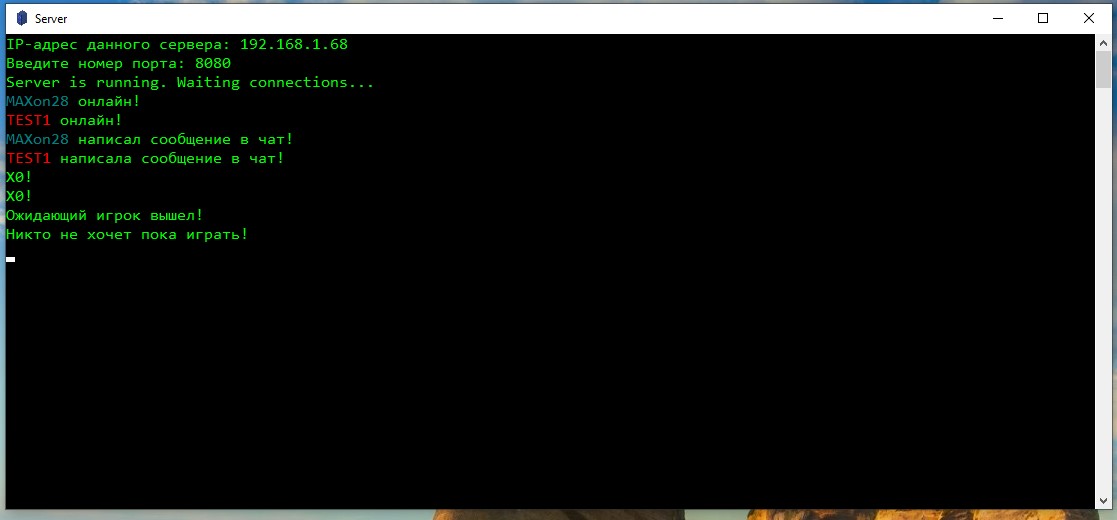 Server
IP-адрес данного сервера: 192.168.1.68
Введите номер порта: 8080
Server is running. Waiting connections...
MAXon28 онлайн!
TEST1 онлайн!
MAXon28 написал сообщение в чат!
TEST1 написала сообщение в чат!
X0!
X0!
Ожидающий игрок вышел!
Никто не хочет пока играть!